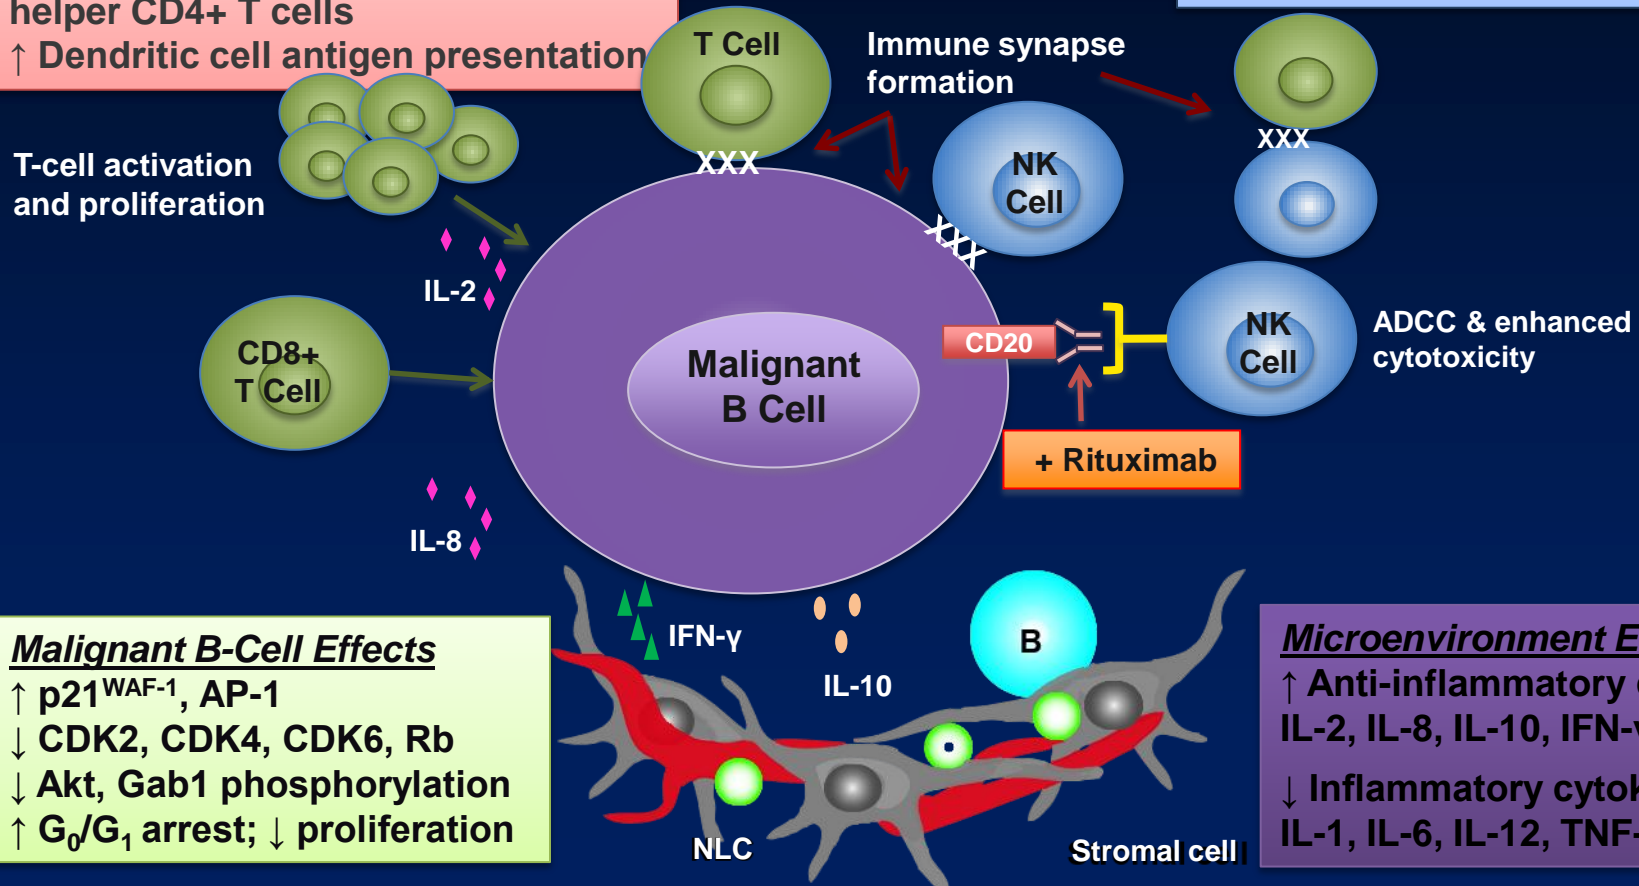 helper CD4+ T cells
↑ Dendritic cell antigen presentation
T Cell
Immune synapse
formation
XXX
XXX
T-cell activation
and proliferation
NK
Cell
XXX
IL-2
CD8+
T Cell
Malignant
B Cell
CD20
NK
Cell
ADCC & enhanced
cytotoxicity
+ Rituximab
IL-8
IFN-γ
IL-10
B
NLC
Stromal cell
Malignant B-Cell Effects
↑ p21WAF-1, AP-1
↓ CDK2, CDK4, CDK6, Rb
↓ Akt, Gab1 phosphorylation
↑ G0/G1 arrest; ↓ proliferation
Microenvironment E
↑ Anti-inflammatory
IL-2, IL-8, IL-10, IFN-γ
↓ Inflammatory cytok
IL-1, IL-6, IL-12, TNF-